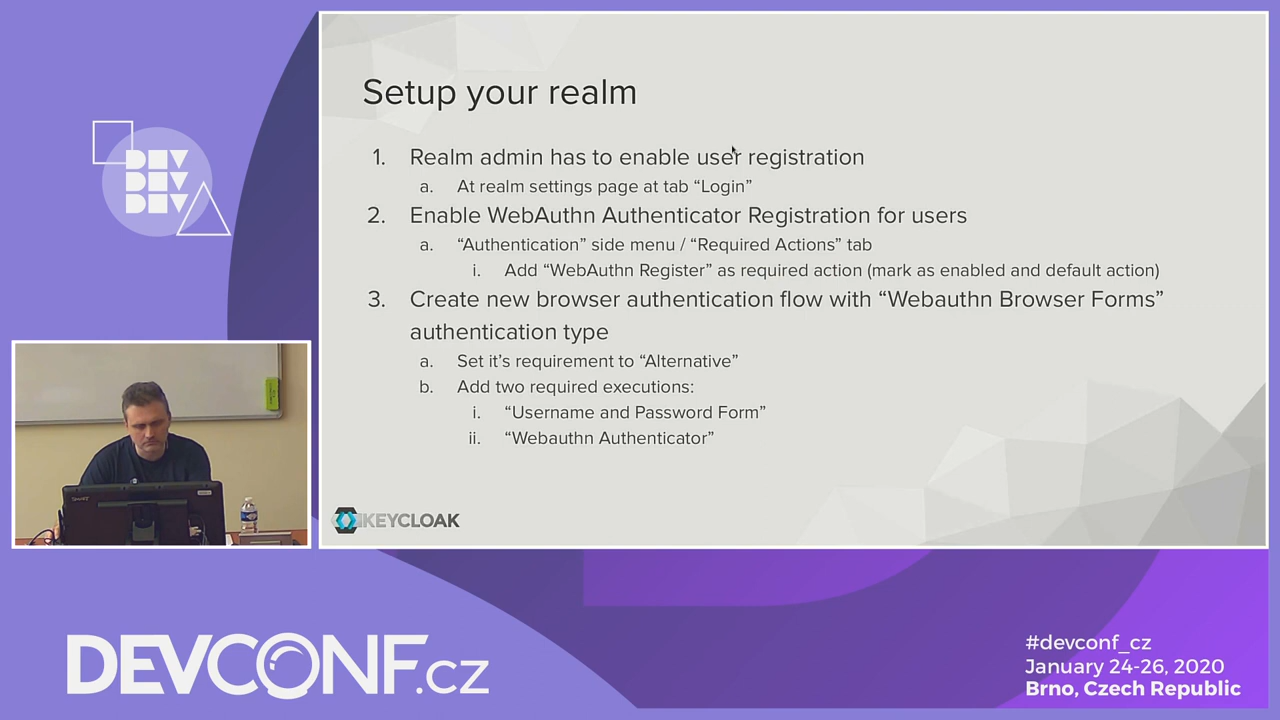 DEV
DEV
DEV
Setup your realm
1. Realm admin has to enable user registration
a. At realm settings page at tab “Login”
2. Enable WebAuthn Authenticator Registration for users
a. “Authentication” side menu / “Required Actions” tab
i. Add “WebAuthn Register” as required action (mark as enabled and default action)
3. Create new browser authentication flow with “Webauthn Browser Forms”
authentication type
a. Set it’s requirement to “Alternative”
b. Add two required executions:
i. “Username and Password Form”
ii. “Webauthn Authenticator”
KEYCLOAK
DEVCONF.cz
#devconf_cz
January 24-26, 2020
Brno, Czech Republic